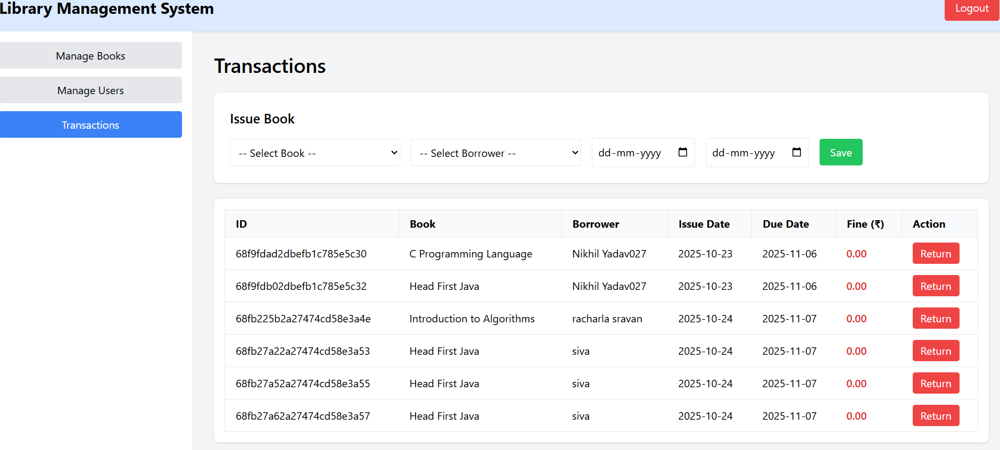 Library Management System
Logout
Manage Books
Manage Users
Transactions
Transactions
Issue Book
-- Select Book --
-- Select Borrower --
dd-mm-yyyy
dd-mm-yyyy
Save
ID Book Borrower Issue Date Due Date Fine (₹) Action
68f9fdad2dbefb1c785e5c30 C Programming Language Nikhil Yadav027 2025-10-23 2025-11-06 0.00 Return
68f9fdb02dbefb1c785e5c32 Head First Java Nikhil Yadav027 2025-10-23 2025-11-06 0.00 Return
68fb225b2a27474cd58e3a4e Introduction to Algorithms racharla sravan 2025-10-24 2025-11-07 0.00 Return
68fb27a22a27474cd58e3a53 Head First Java siva 2025-10-24 2025-11-07 0.00 Return
68fb27a52a27474cd58e3a55 Head First Java siva 2025-10-24 2025-11-07 0.00 Return
68fb27a62a27474cd58e3a57 Head First Java siva 2025-10-24 2025-11-07 0.00 Return